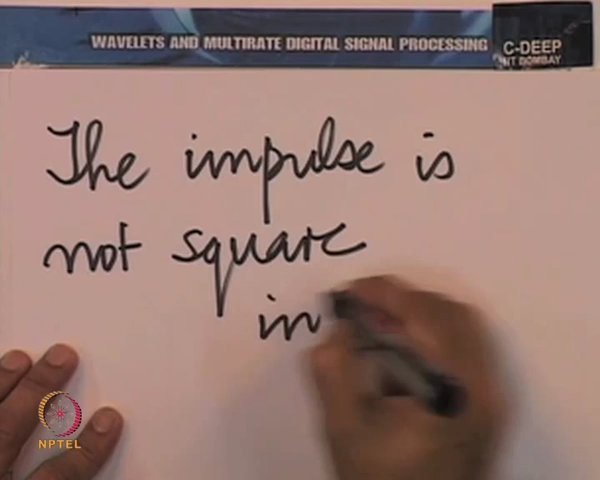 WAVELETS AND MULTIRATE DIGITAL SIGNAL PROCESSING
C-DEEP
IIT BOMBAY
The impulse is
not square
in
NPTEL